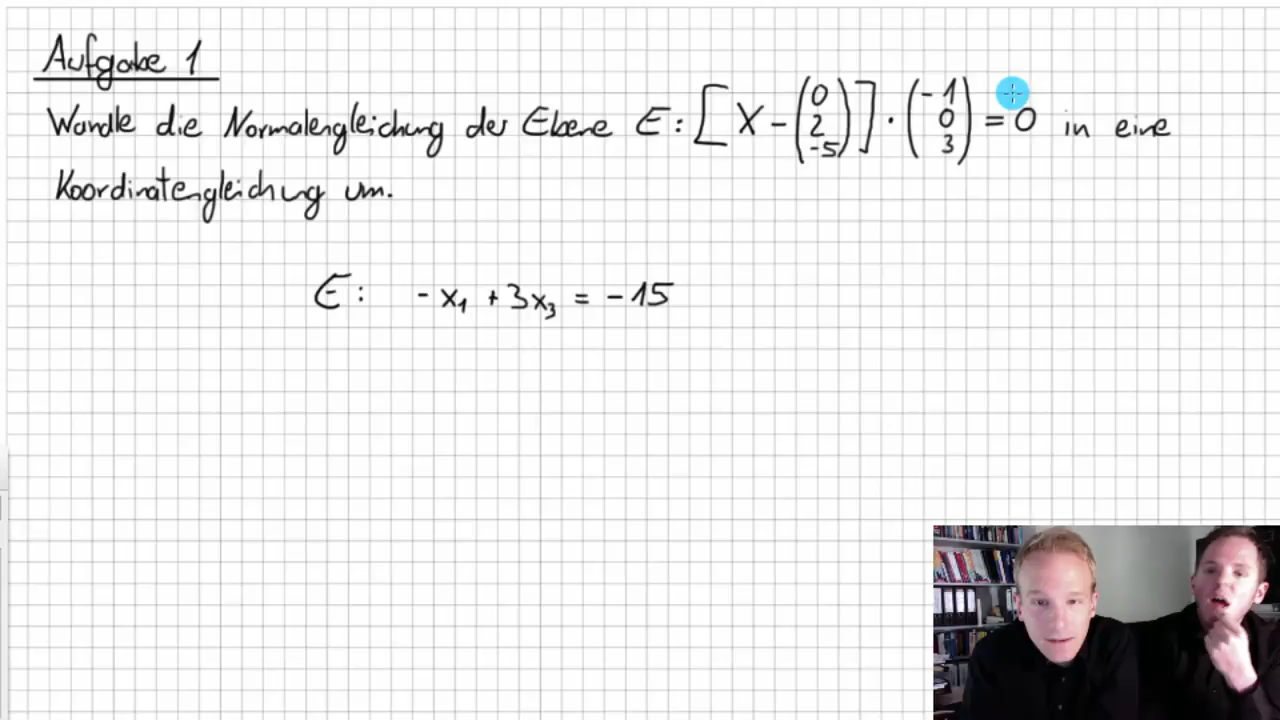 Aufgabe 1
Wandle die Normalengleichung der Ebene E: [X - (0 2 -5)] · (-1 0 3) = 0 in eine
Koordinatengleichung um.
E: -x₁ + 3x₃ = -15